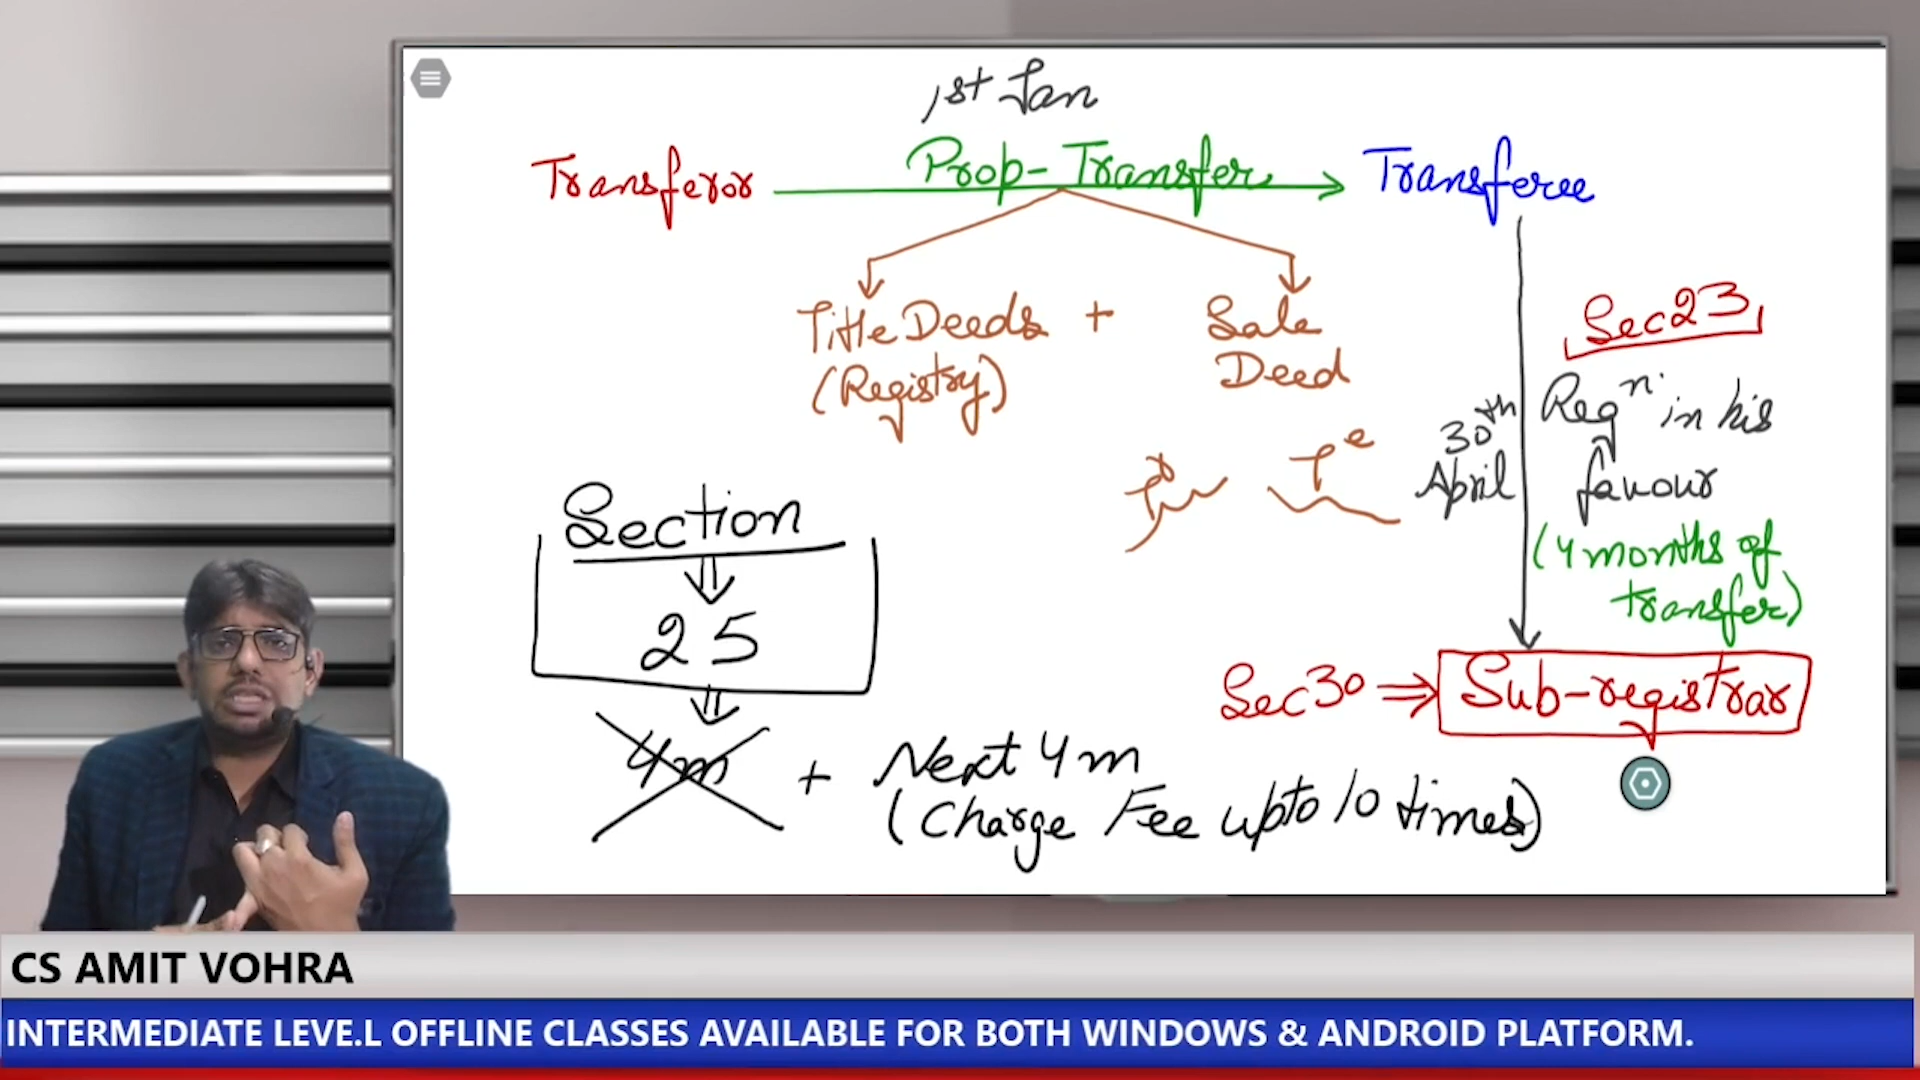 1st Jan
Transferor
Prop-Transfer
Transferee
Title Deeds
(Registry)
+
Sale
Deed
Tr
Te
30th
April
Sec 23
Regn. in his
favour
(4 months of
transfer)
Sec 30 ⇒ Sub-registrar
Section
25
4m + Next 4m
(Charge Fee upto 10 times)
CS AMIT VOHRA
INTERMEDIATE LEVE.L OFFLINE CLASSES AVAILABLE FOR BOTH WINDOWS & ANDROID PLATFORM.